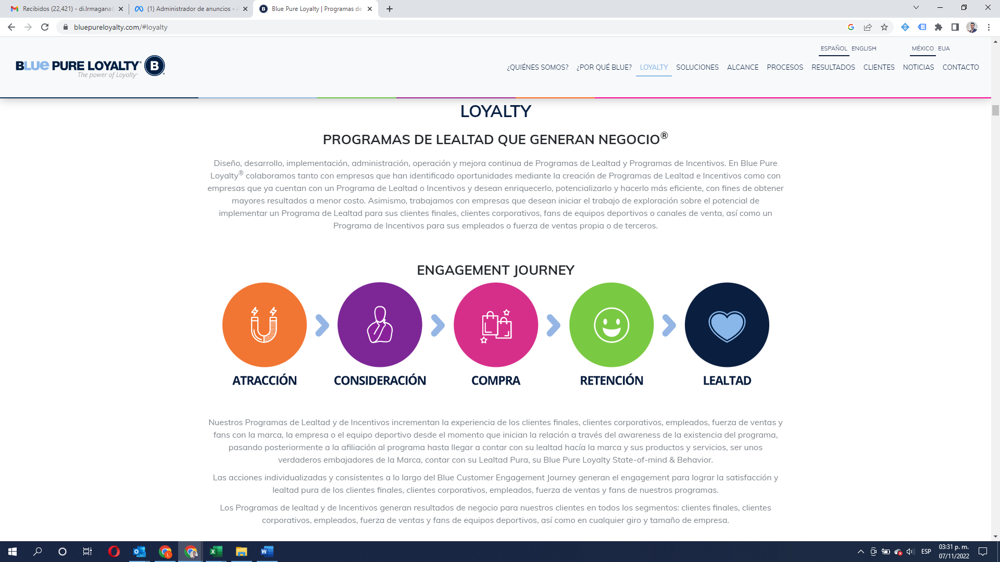 Recibidos (22,421) - di.lrmagana
(1) Administrador de anuncios -
Blue Pure Loyalty | Programas de
bluepureloyalty.com/#loyalty
ESPAÑOL ENGLISH MÉXICO EUA
BLUE PURE LOYALTY® B
The power of Loyalty®
¿QUIÉNES SOMOS? ¿POR QUÉ BLUE? LOYALTY SOLUCIONES ALCANCE PROCESOS RESULTADOS CLIENTES NOTICIAS CONTACTO
LOYALTY
PROGRAMAS DE LEALTAD QUE GENERAN NEGOCIO®
Diseño, desarrollo, implementación, administración, operación y mejora continua de Programas de Lealtad y Programas de Incentivos. En Blue Pure
Loyalty® colaboramos tanto con empresas que han identificado oportunidades mediante la creación de Programas de Lealtad e Incentivos como con
empresas que ya cuentan con un Programa de Lealtad o Incentivos y desean enriquecerlo, potencializarlo y hacerlo más eficiente, con fines de obtener
mayores resultados a menor costo. Asimismo, trabajamos con empresas que desean iniciar el trabajo de exploración sobre el potencial de
implementar un Programa de Lealtad para sus clientes finales, clientes corporativos, fans de equipos deportivos o canales de venta, así como un
Programa de Incentivos para sus empleados o fuerza de ventas propia o de terceros.
ENGAGEMENT JOURNEY
ATRACCIÓN CONSIDERACIÓN COMPRA RETENCIÓN LEALTAD
Nuestros Programas de Lealtad y de Incentivos incrementan la experiencia de los clientes finales, clientes corporativos, empleados, fuerza de ventas y
fans con la marca, la empresa o el equipo deportivo desde el momento que inician la relación a través del awareness de la existencia del programa,
pasando posteriormente a la afiliación al programa hasta llegar a contar con su lealtad hacía la marca y sus productos y servicios, ser unos
verdaderos embajadores de la Marca, contar con su Lealtad Pura, su Blue Pure Loyalty State-of-mind & Behavior.
Las acciones individualizadas y consistentes a lo largo del Blue Customer Engagement Journey generan el engagement para lograr la satisfacción y
lealtad pura de los clientes finales, clientes corporativos, empleados, fuerza de ventas y fans de nuestros programas.
Los Programas de lealtad y de Incentivos generan resultados de negocio para nuestros clientes en todos los segmentos: clientes finales, clientes
corporativos, empleados, fuerza de ventas y fans de equipos deportivos, así como en cualquier giro y tamaño de empresa.
ESP
03:31 p. m.
07/11/2022